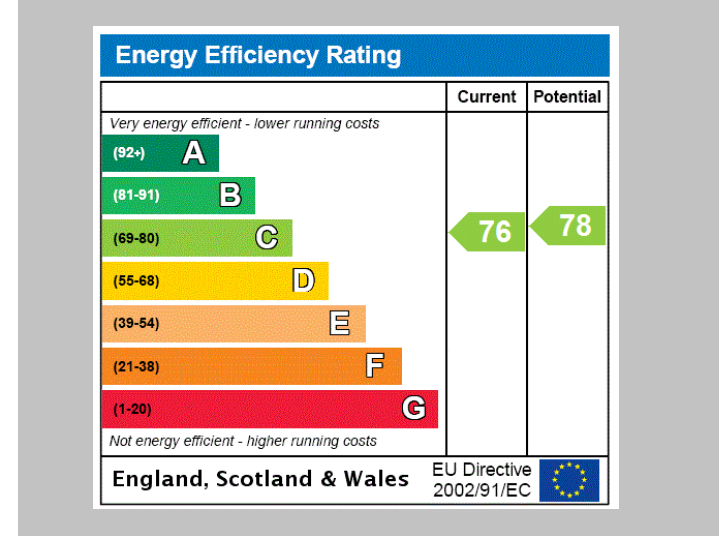 Energy Efficiency Rating
Current Potential
Very energy efficient - lower running costs
(92+) A
(81-91) B
(69-80) C 76 78
(55-68) D
(39-54) E
(21-38) F
(1-20) G
Not energy efficient - higher running costs
England, Scotland & Wales
EU Directive
2002/91/EC